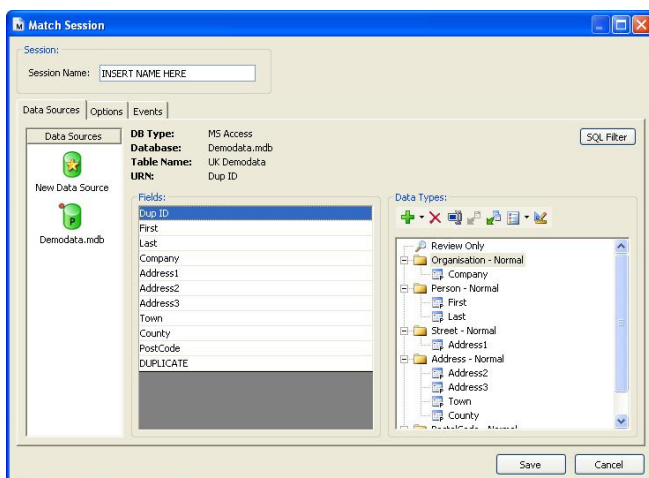 Match Session
Session:
Session Name: INSERT NAME HERE
Data Sources Options Events
Data Sources
New Data Source
P
Demodata.mdb
DB Type: MS Access
Database: Demodata.mdb
Table Name: UK Demodata
URN: Dup ID
SQL Filter
Fields:
Dup ID
First
Last
Company
Address1
Address2
Address3
Town
County
PostCode
DUPLICATE
Data Types:
Review Only
Organisation - Normal
Company
Person - Normal
First
Last
Street - Normal
Address1
Address - Normal
Address2
Address3
Town
County
Save Cancel